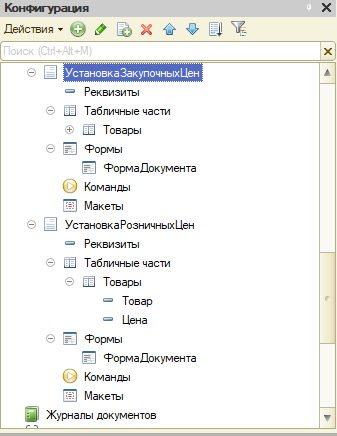 Конфигурация
Действия
Поиск (Ctrl+Alt+M)
УстановкаЗакупочныхЦен
Реквизиты
Табличные части
Товары
Формы
ФормаДокумента
Команды
Макеты
УстановкаРозничныхЦен
Реквизиты
Табличные части
Товары
Товар
Цена
Формы
ФормаДокумента
Команды
Макеты
Журналы документов